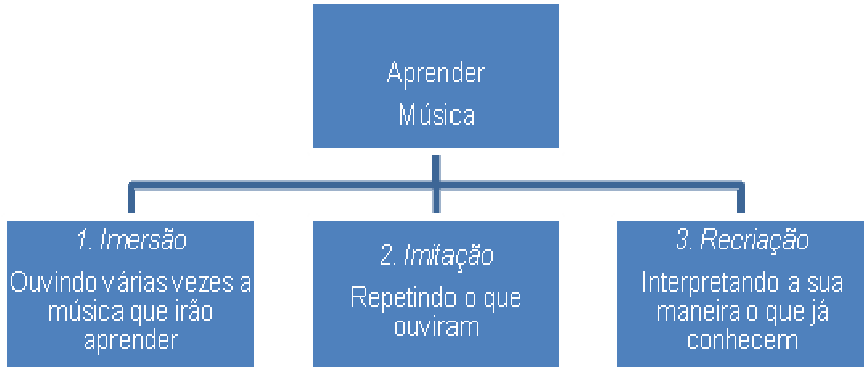 Aprender
Música
1. Imersão
Ouvindo várias vezes a
música que irão
aprender
2. Imitação
Repetindo o que
ouviram
3. Recriação
Interpretando a sua
maneira o que já
conhecem